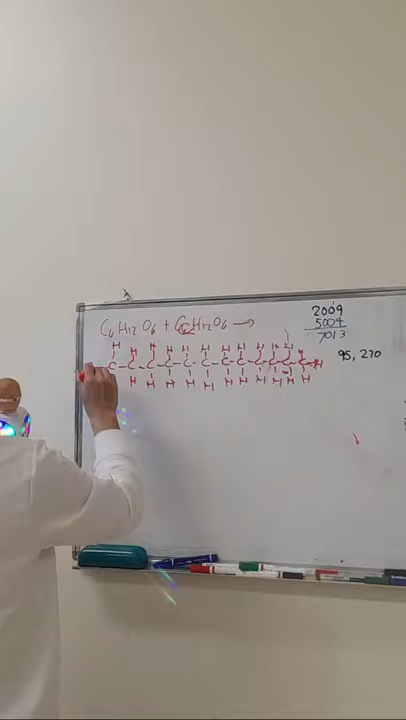 C6H12O6 + C6H12O6 →
2009
5004
7013
95, 270
H H H H H H H H H H H
C - C - C - C - C - C - C - C - C - C - C - H
H H H H H H H H H H